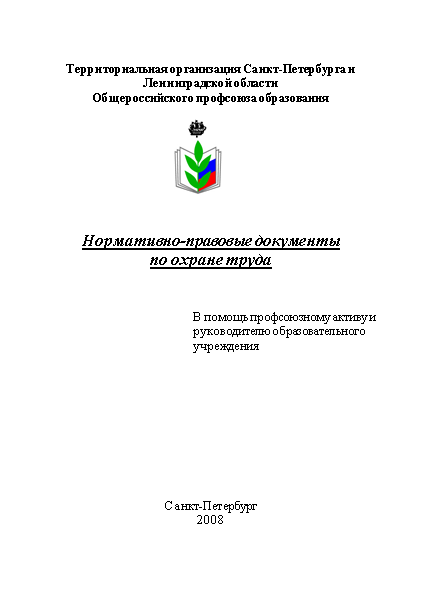 Территориальная организация Санкт-Петербурга и
Ленинградской области
Общероссийского профсоюза образования
Нормативно-правовые документы
по охране труда
В помощь профсоюзному активу и
руководителю образовательного
учреждения
Санкт-Петербург
2008